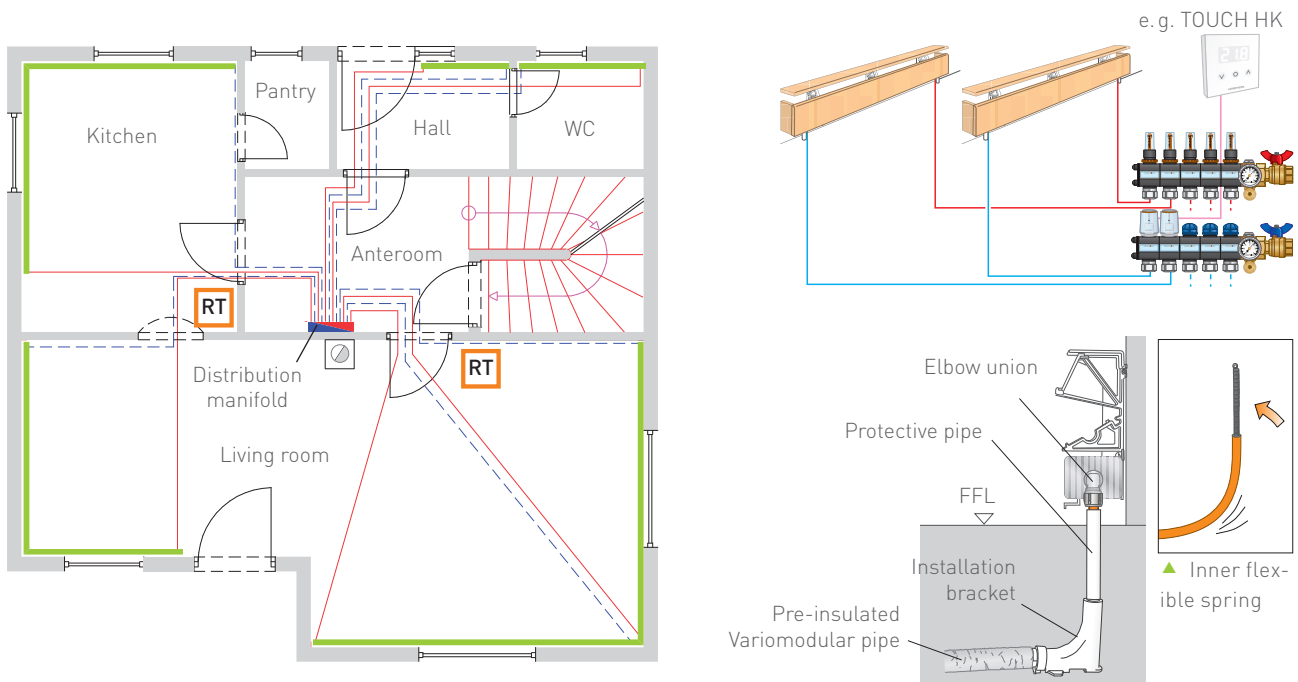 Kitchen
Pantry
Hall
WC
Anteroom
RT
RT
Distribution
manifold
Living room
e.g. TOUCH HK
218
Elbow union
Protective pipe
FFL
Installation
bracket
Pre-insulated
Variomodular pipe
▲ Inner flex-
ible spring